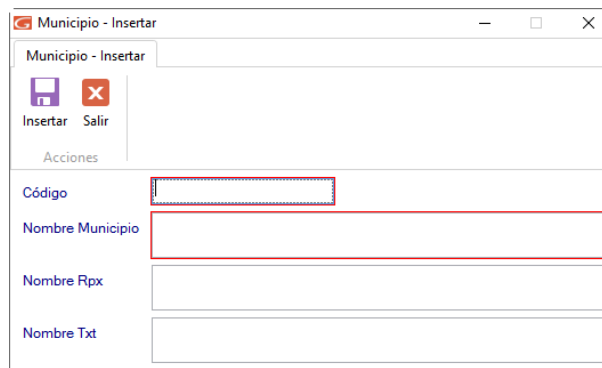 Municipio - Insertar
Municipio - Insertar
Insertar Salir
Acciones
Código
Nombre Municipio
Nombre Rpx
Nombre Txt